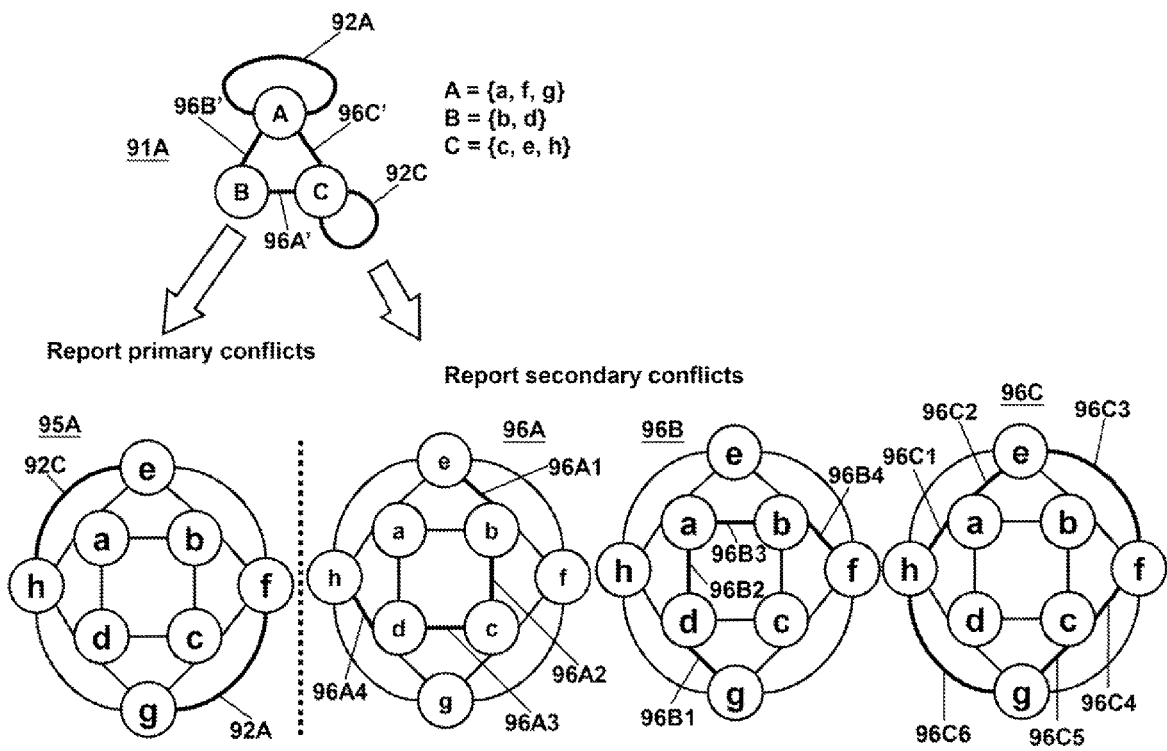 92A
96B'
A
96C'
A = {a, f, g}
B = {b, d}
C = {c, e, h}
91A
B
C
92C
96A'
Report primary conflicts
Report secondary conflicts
95A
92C
e
a
b
h
f
d
c
g
92A
96A
96A1
e
a
b
h
f
d
c
g
96A4
96A3
96A2
96B
e
96B4
a
b
96B3
h
96B2
f
d
c
g
96B1
96C
96C2
96C3
96C1
e
a
b
h
f
d
c
g
96C6
96C5
96C4